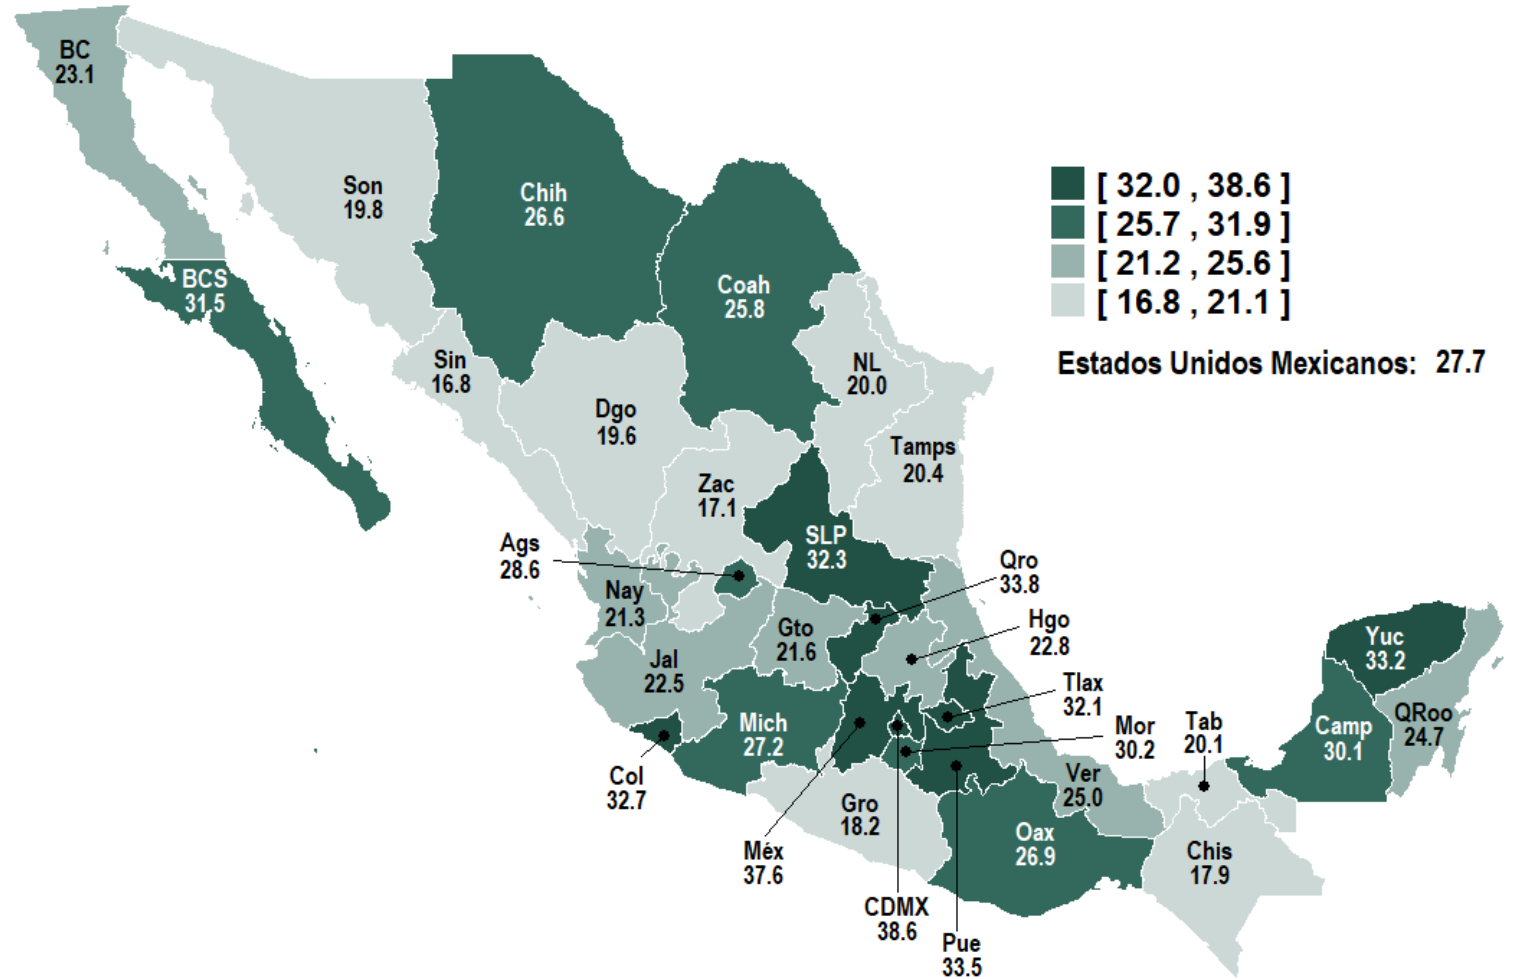 BC
23.1
Son
19.8
Chih
26.6
BCS
31.5
Coah
25.8
Sin
16.8
NL
20.0
Dgo
19.6
Tamps
20.4
Zac
17.1
SLP
32.3
Ags
28.6
Nay
21.3
Gto
21.6
Jal
22.5
Qro
33.8
Hgo
22.8
Tlax
32.1
Mich
27.2
Mor
30.2
Tab
20.1
Col
32.7
Ver
25.0
Gro
18.2
Méx
37.6
CDMX
38.6
Pue
33.5
Oax
26.9
Chis
17.9
Yuc
33.2
Camp
30.1
QRoo
24.7
[ 32.0 , 38.6 ]
[ 25.7 , 31.9 ]
[ 21.2 , 25.6 ]
[ 16.8 , 21.1 ]
Estados Unidos Mexicanos: 27.7